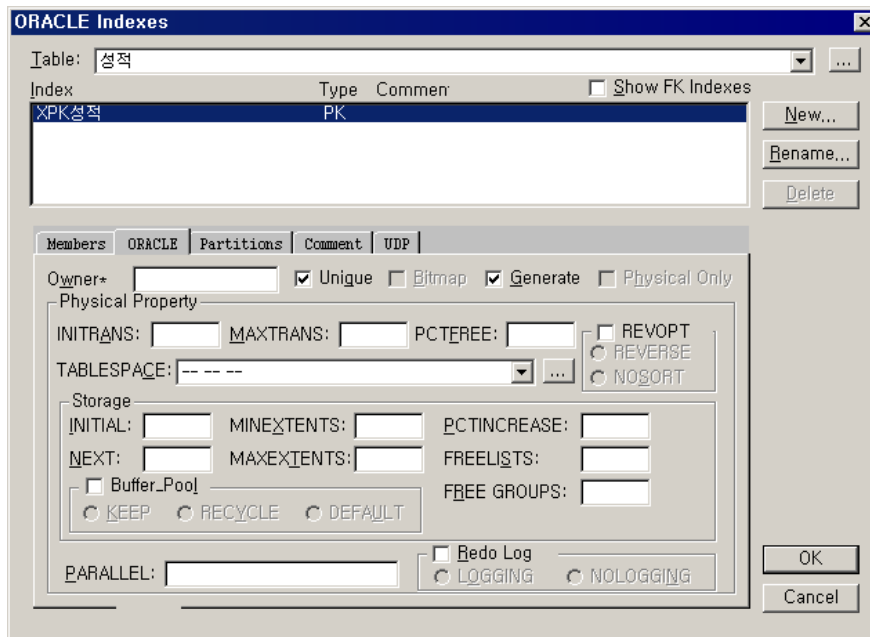 ORACLE Indexes
Table: 성적 ...
Index Type Commen Show FK Indexes
XPK성적 PK
New...
Rename...
Delete
Members ORACLE Partitions Comment UDP
Owner* Unique Bitmap Generate Physical Only
Physical Property
INITRANS: MAXTRANS: PCTFREE: REVOPT
REVERSE
TABLESPACE: -- -- -- ... NOSORT
Storage
INITIAL: MINEXTENTS: PCTINCREASE:
NEXT: MAXEXTENTS: FREELISTS:
Buffer_Pool FREE GROUPS:
KEEP RECYCLE DEFAULT
PARALLEL: Redo Log
LOGGING NOLOGGING
OK
Cancel